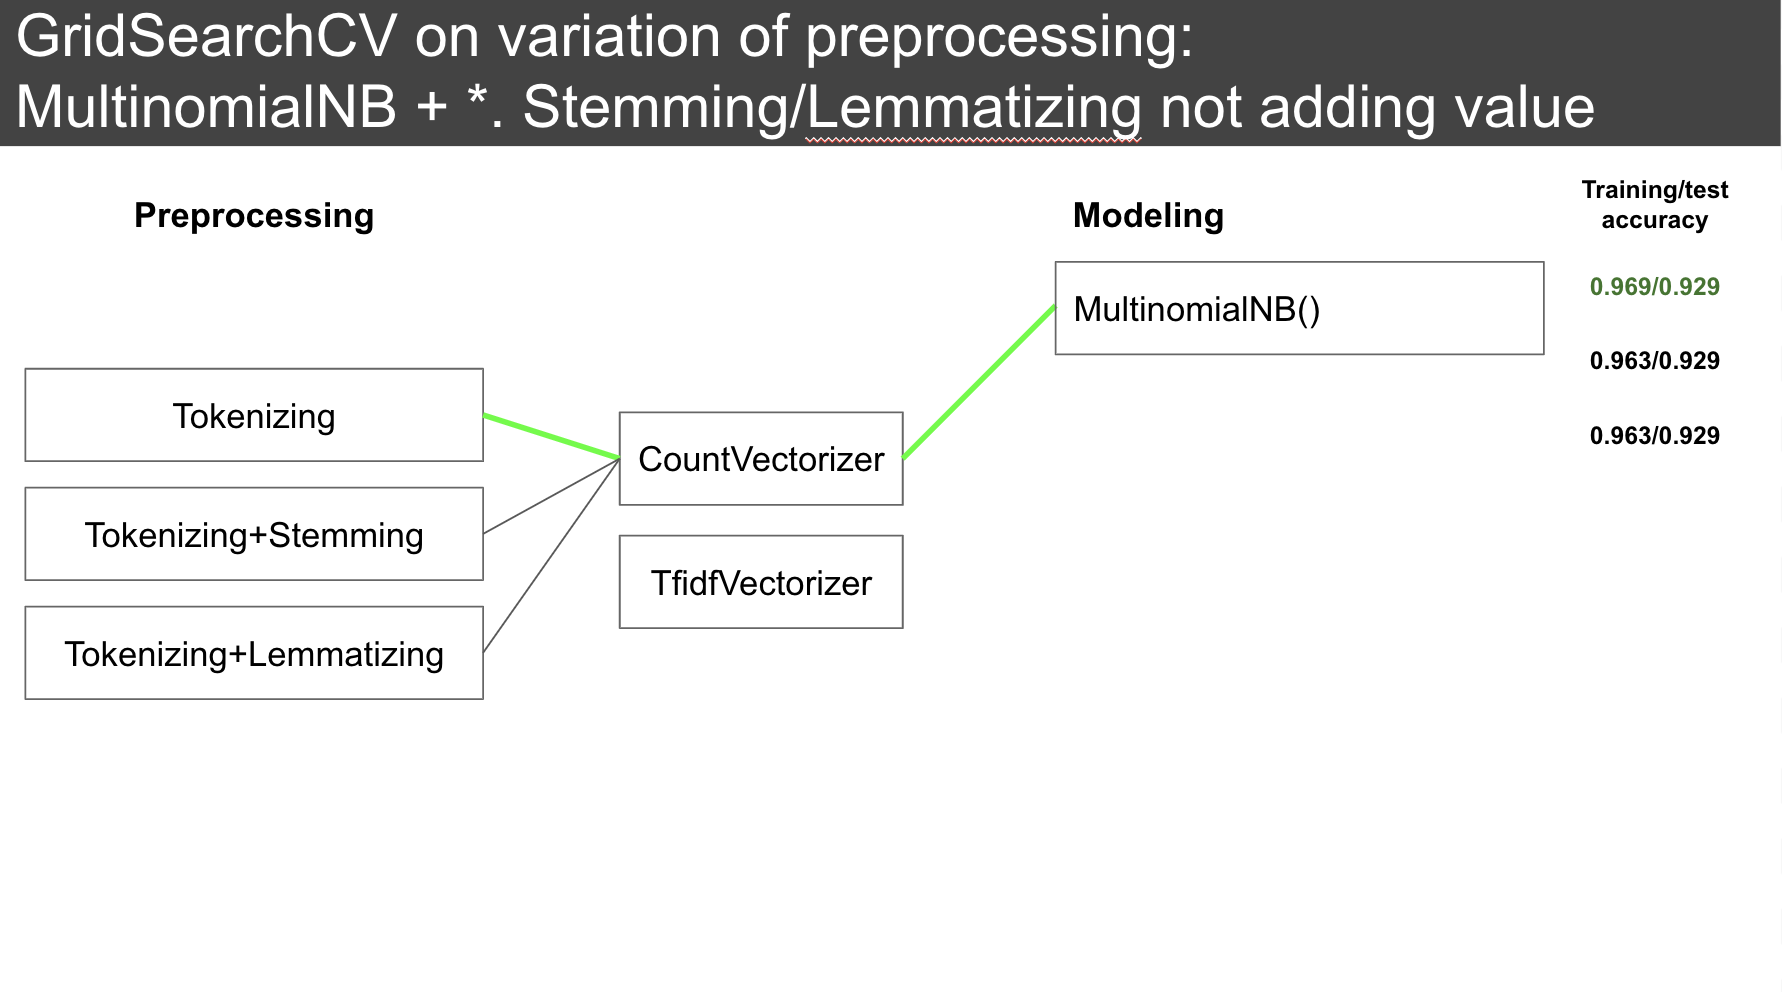 GridSearchCV on variation of preprocessing:
MultinomialNB + *. Stemming/Lemmatizing not adding value
Preprocessing
Modeling
Training/test
accuracy
MultinomialNB()
0.969/0.929
0.963/0.929
0.963/0.929
Tokenizing
CountVectorizer
Tokenizing+Stemming
TfidfVectorizer
Tokenizing+Lemmatizing